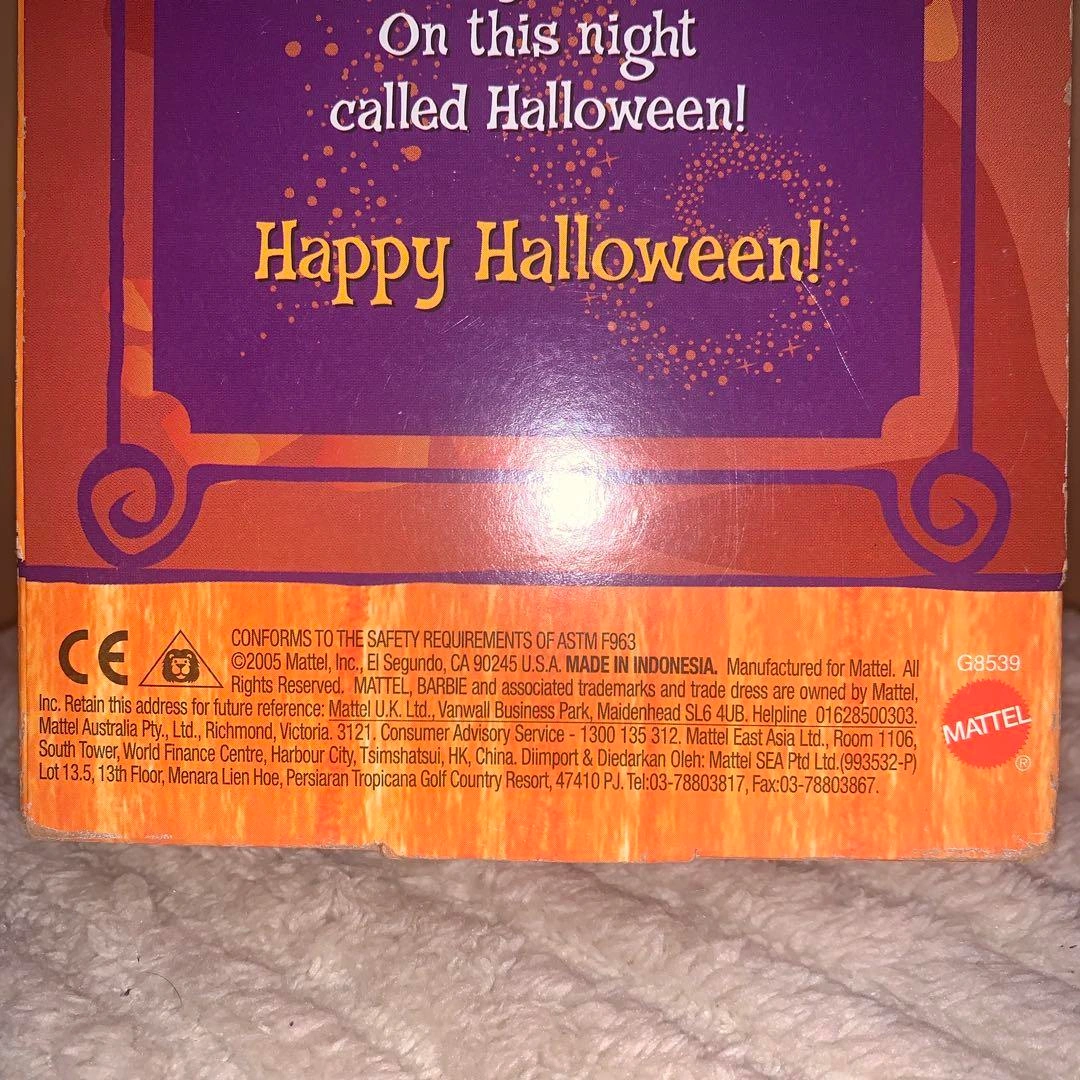 On this night
called Halloween!
Happy Halloween!
CE
CONFORMS TO THE SAFETY REQUIREMENTS OF ASTM F963
©2005 Mattel, Inc., El Segundo, CA 90245 U.S.A. MADE IN INDONESIA. Manufactured for Mattel. All
Rights Reserved. MATTEL, BARBIE and associated trademarks and trade dress are owned by Mattel,
Inc. Retain this address for future reference: Mattel U.K. Ltd., Vanwall Business Park, Maidenhead SL6 4UB. Helpline 01628500303.
Mattel Australia Pty., Ltd., Richmond, Victoria. 3121. Consumer Advisory Service - 1300 135 312. Mattel East Asia Ltd., Room 1106,
South Tower, World Finance Centre, Harbour City, Tsimshatsui, HK, China. Diimport & Diedarkan Oleh: Mattel SEA Ptd Ltd.(993532-P)
Lot 13.5, 13th Floor, Menara Lien Hoe, Persiaran Tropicana Golf Country Resort, 47410 PJ. Tel:03-78803817, Fax:03-78803867.
G8539
MATTEL
®